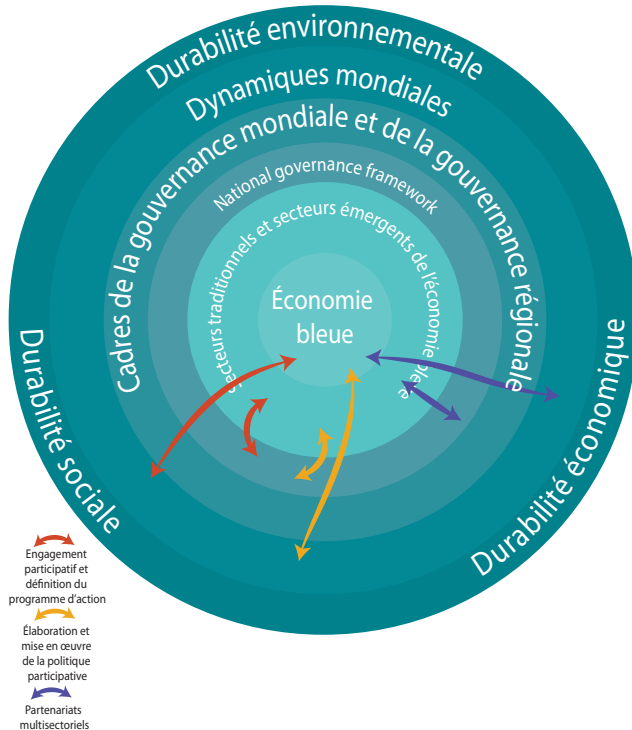 Durabilité environnementale
Dynamiques mondiales
Cadres de la gouvernance mondiale et de la gouvernance régionale
National governance framework
Secteurs traditionnels et secteurs émergents de l'économie bleue
Économie
bleue
Durabilité sociale
Durabilité économique
Engagement
participatif et
définition du
programme d'action
Élaboration et
mise en œuvre
de la politique
participative
Partenariats
multisectoriels